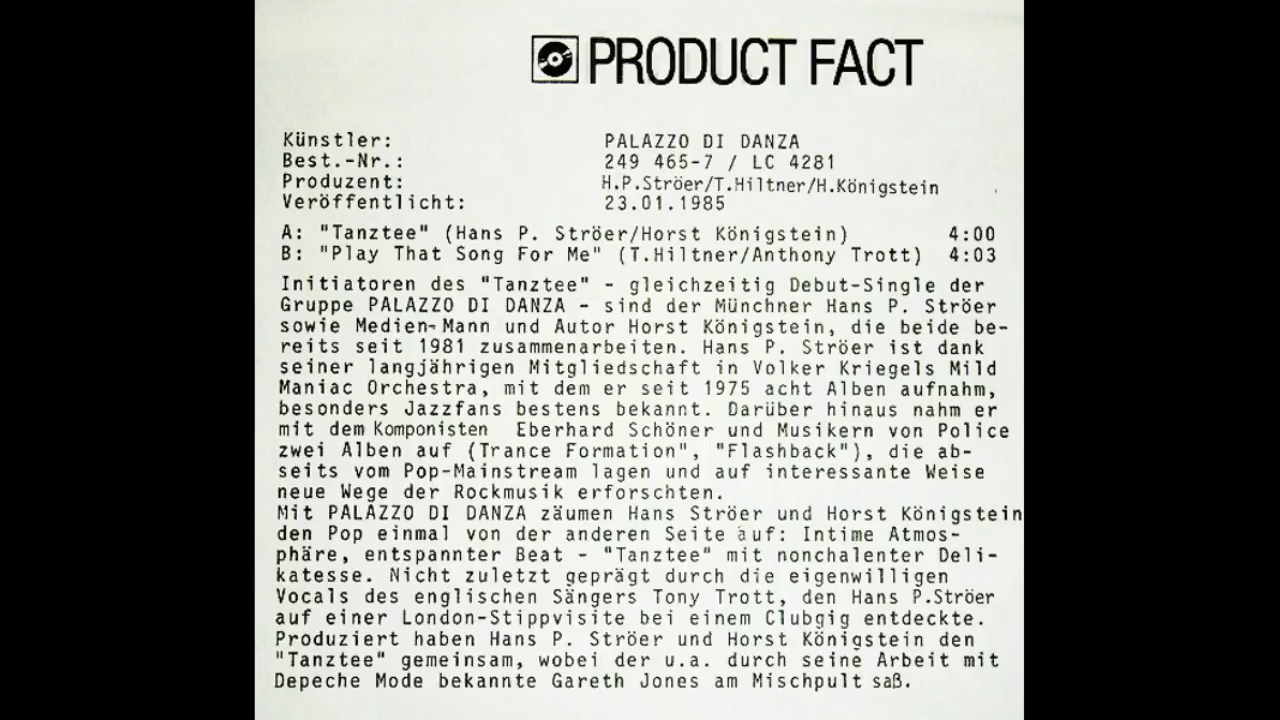 PRODUCT FACT
Künstler: PALAZZO DI DANZA
Best.-Nr.: 249 465-7 / LC 4281
Produzent: H.P.Ströer/T.Hiltner/H.Königstein
Veröffentlicht: 23.01.1985
A: "Tanztee" (Hans P. Ströer/Horst Königstein) 4:00
B: "Play That Song For Me" (T.Hiltner/Anthony Trott) 4:03
Initiatoren des "Tanztee" - gleichzeitig Debut-Single der
Gruppe PALAZZO DI DANZA - sind der Münchner Hans P. Ströer
sowie Medien-Mann und Autor Horst Königstein, die beide be-
reits seit 1981 zusammenarbeiten. Hans P. Ströer ist dank
seiner langjährigen Mitgliedschaft in Volker Kriegels Mild
Maniac Orchestra, mit dem er seit 1975 acht Alben aufnahm,
besonders Jazzfans bestens bekannt. Darüber hinaus nahm er
mit dem Komponisten Eberhard Schöner und Musikern von Police
zwei Alben auf (Trance Formation", "Flashback"), die ab-
seits vom Pop-Mainstream lagen und auf interessante Weise
neue Wege der Rockmusik erforschten.
Mit PALAZZO DI DANZA zäumen Hans Ströer und Horst Königstein
den Pop einmal von der anderen Seite auf: Intime Atmos-
phäre, entspannter Beat - "Tanztee" mit nonchalenter Deli-
katesse. Nicht zuletzt geprägt durch die eigenwilligen
Vocals des englischen Sängers Tony Trott, den Hans P.Ströer
auf einer London-Stippvisite bei einem Clubgig entdeckte.
Produziert haben Hans P. Ströer und Horst Königstein den
"Tanztee" gemeinsam, wobei der u.a. durch seine Arbeit mit
Depeche Mode bekannte Gareth Jones am Mischpult saß.